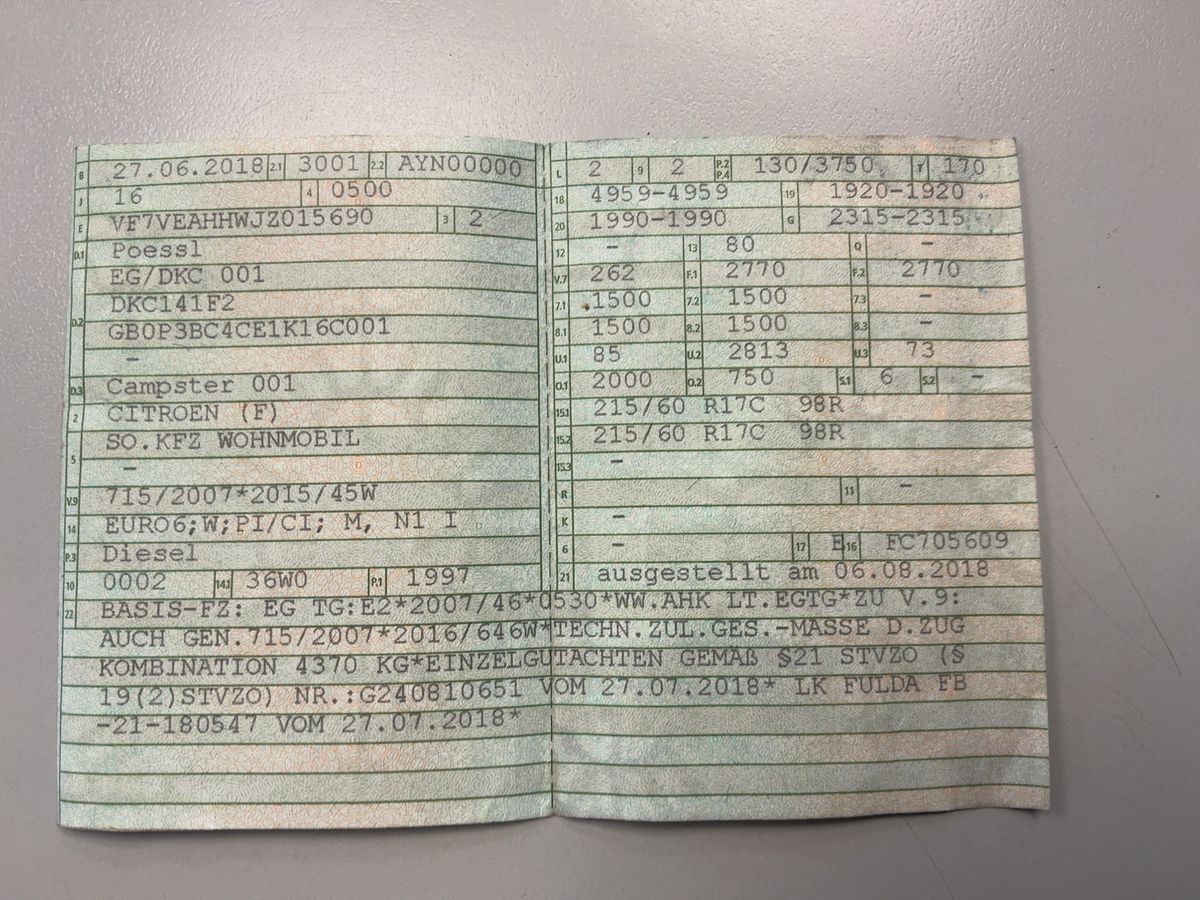 B 27.06.2018 2.1 3001 2.2 AYN00000
J 16 4 0500
E VF7VEAHHWJZ015690 3 2
D.1 Poessl
EG/DKC 001
DKC141F2
D.2 GB0P3BC4CE1K16C001
–
D.3 Campster 001
2 CITROEN (F)
SO.KFZ WOHNMOBIL
5 –
V.9 715/2007*2015/45W
14 EURO6;W;PI/CI; M, N1 I
P.3 Diesel
10 0002 14.1 36W0 P.1 1997
L 2 9 2 P.2 P.4 130/3750 T 170
18 4959-4959 19 1920-1920
20 1990-1990 G 2315-2315
12 – 13 80 Q –
V.7 262 F.1 2770 F.2 2770
7.1 1500 7.2 1500 7.3 –
8.1 1500 8.2 1500 8.3 –
U.1 85 U.2 2813 U.3 73
O.1 2000 O.2 750 S.1 6 S.2 –
15.1 215/60 R17C 98R
15.2 215/60 R17C 98R
15.3 –
R 11 –
K –
6 – 17 E 16 FC705609
21 ausgestellt am 06.08.2018
22 BASIS-FZ: EG TG:E2*2007/46*0530*WW.AHK LT.EGTG*ZU V.9:
AUCH GEN.715/2007*2016/646W*TECHN.ZUL.GES.-MASSE D.ZUG
KOMBINATION 4370 KG*EINZELGUTACHTEN GEMAß §21 STVZO (§
19(2)STVZO) NR.:G240810651 VOM 27.07.2018* LK FULDA FB
-21-180547 VOM 27.07.2018*